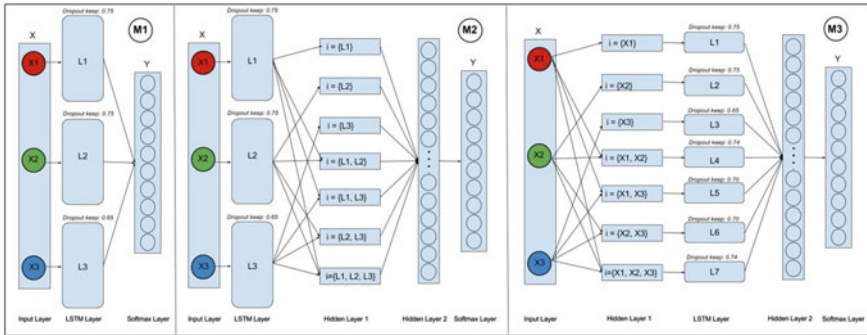 M1
Dropout keep: 0.75
X
X1
L1
Y
Dropout keep: 0.75
X2
L2
Dropout keep: 0.65
X3
L3
Input Layer
LSTM Layer
Softmax Layer
M2
Dropout keep: 0.75
X
X1
L1
i = {L1}
Y
i = {L2}
Dropout keep: 0.75
i = {L3}
X2
L2
i = {L1, L2}
i = {L1, L3}
Dropout keep: 0.65
i = {L2, L3}
X3
L3
i={L1, L2, L3}
Input Layer
LSTM Layer
Hidden Layer 1
Hidden Layer 2
Softmax Layer
M3
Dropout keep: 0.75
X
X1
i = {X1}
L1
Y
Dropout keep: 0.75
i = {X2}
L2
Dropout keep: 0.65
i = {X3}
L3
Dropout keep: 0.74
X2
i = {X1, X2}
L4
Dropout keep: 0.70
i = {X1, X3}
L5
Dropout keep: 0.70
i = {X2, X3}
L6
Dropout keep: 0.74
X3
i={X1, X2, X3}
L7
Input Layer
Hidden Layer 1
LSTM Layer
Hidden Layer 2
Softmax Layer